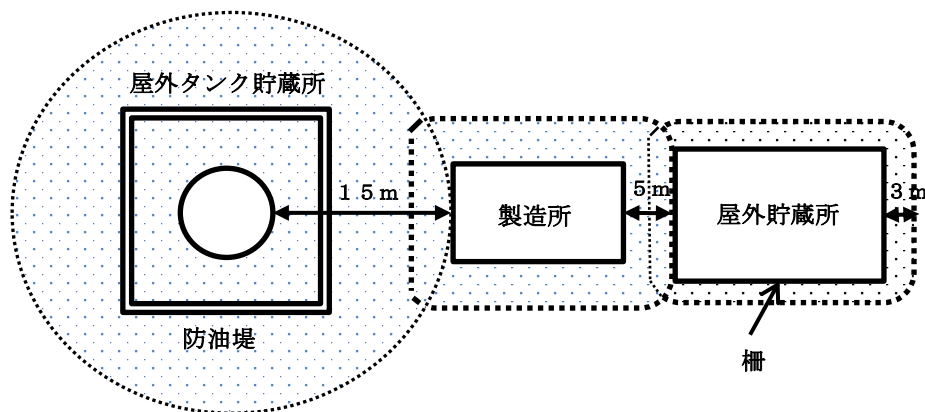 屋外タンク貯蔵所
１５ｍ
防油堤
製造所
５ｍ
屋外貯蔵所
３ｍ
柵